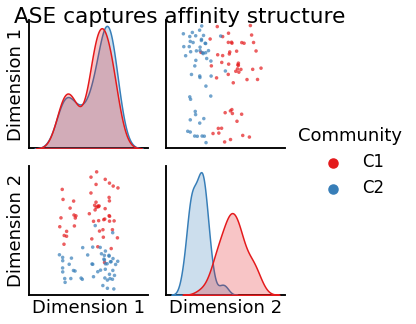 ASE captures affinity structure
Dimension 1
Dimension 2
Dimension 1
Dimension 2
Community
C1
C2